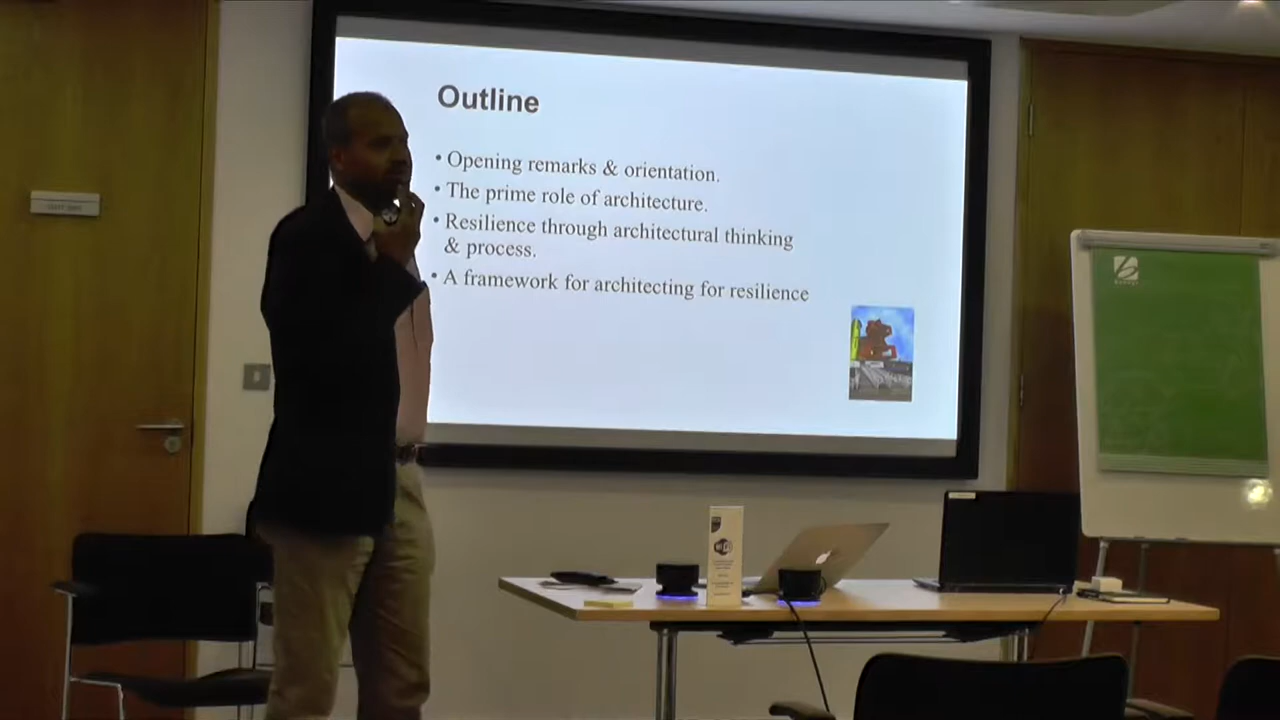 Outline
• Opening remarks & orientation.
• The prime role of architecture.
• Resilience through architectural thinking
& process.
• A framework for architecting for resilience